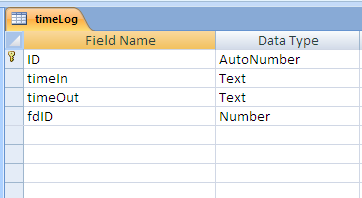 timeLog
Field Name Data Type
ID AutoNumber
timeIn Text
timeOut Text
fdID Number